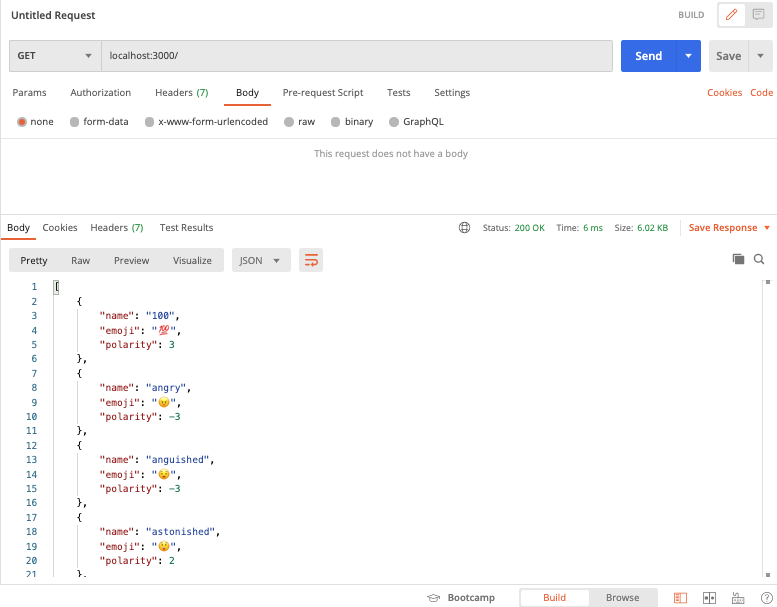 Untitled Request
BUILD
GET
localhost:3000/
Send
Save
Params Authorization Headers (7) Body Pre-request Script Tests Settings Cookies Code
none form-data x-www-form-urlencoded raw binary GraphQL
This request does not have a body
Body Cookies Headers (7) Test Results Status: 200 OK Time: 6 ms Size: 6.02 KB Save Response
Pretty Raw Preview Visualize JSON
1 [
2 {
3 "name": "100",
4 "emoji": "💯",
5 "polarity": 3
6 },
7 {
8 "name": "angry",
9 "emoji": "😠",
10 "polarity": -3
11 },
12 {
13 "name": "anguished",
14 "emoji": "😧",
15 "polarity": -3
16 },
17 {
18 "name": "astonished",
19 "emoji": "😲",
20 "polarity": 2
21 },
Bootcamp Build Browse